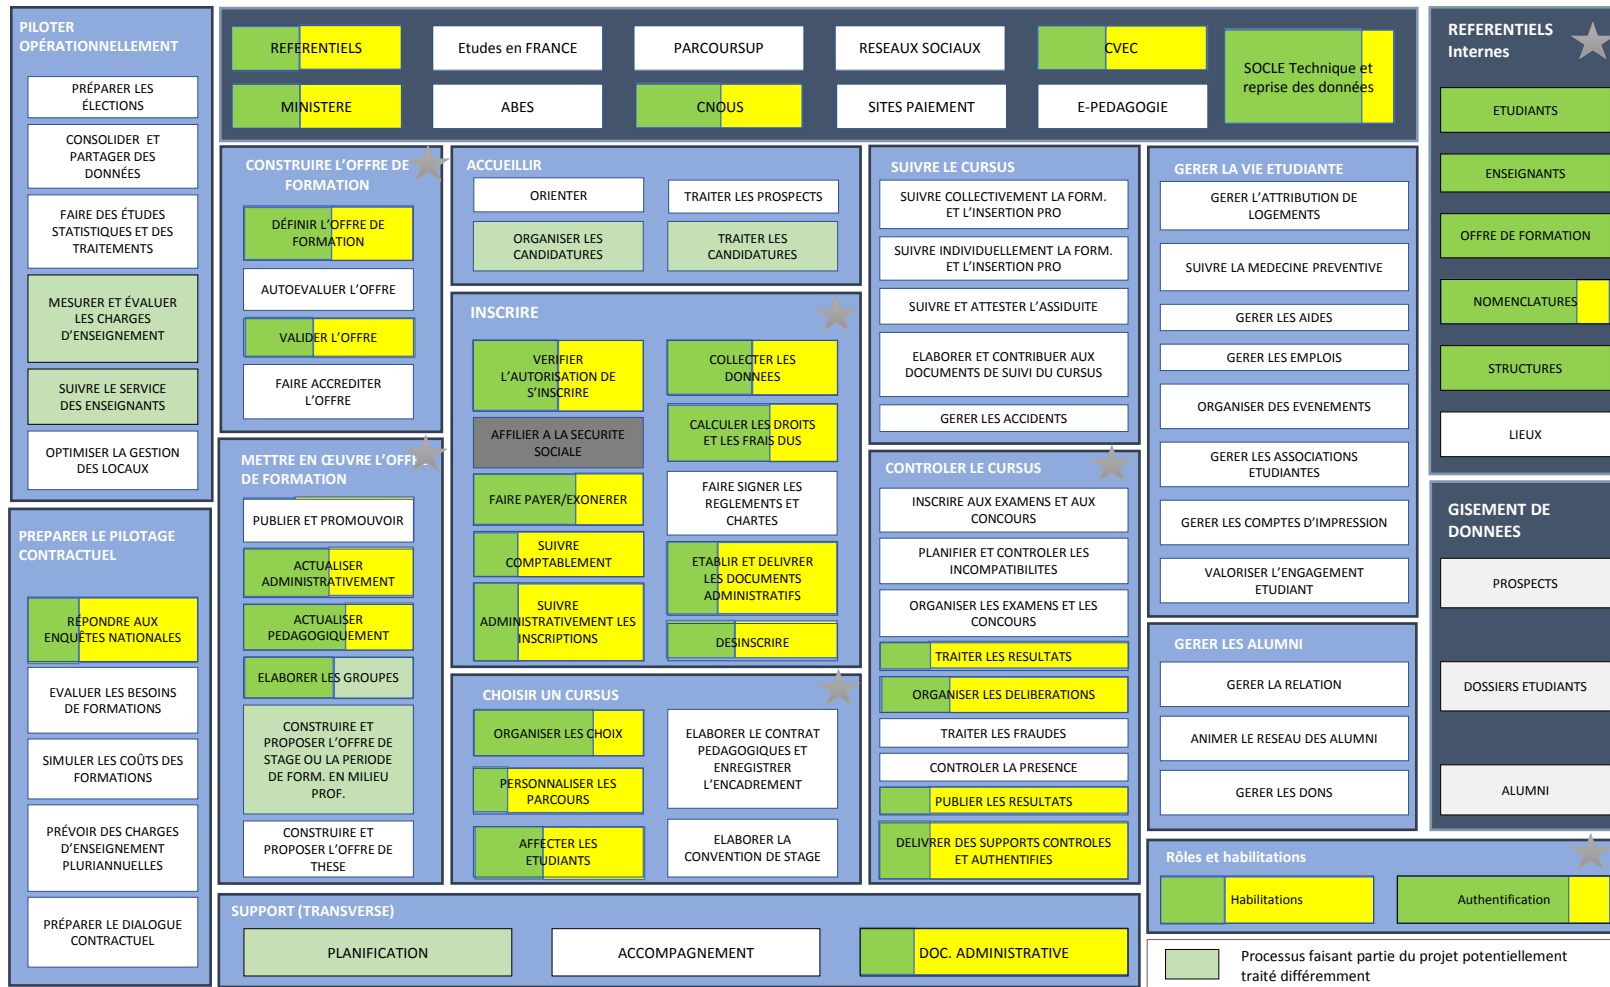 PILOTER
OPÉRATIONNELLEMENT
PRÉPARER LES
ÉLECTIONS
CONSOLIDER ET
PARTAGER DES
DONNÉES
FAIRE DES ÉTUDES
STATISTIQUES ET DES
TRAITEMENTS
MESURER ET ÉVALUER
LES CHARGES
D'ENSEIGNEMENT
SUIVRE LE SERVICE
DES ENSEIGNANTS
OPTIMISER LA GESTION
DES LOCAUX
PREPARER LE PILOTAGE
CONTRACTUEL
RÉPONDRE AUX
ENQUÊTES NATIONALES
EVALUER LES BESOINS
DE FORMATIONS
SIMULER LES COÛTS DES
FORMATIONS
PRÉVOIR DES CHARGES
D'ENSEIGNEMENT
PLURIANNUELLES
PRÉPARER LE DIALOGUE
CONTRACTUEL
REFERENTIELS
Etudes en FRANCE
PARCOURSUP
RESEAUX SOCIAUX
CVEC
SOCLE Technique et
reprise des données
MINISTERE
ABES
CNOUS
SITES PAIEMENT
E-PEDAGOGIE
CONSTRUIRE L'OFFRE DE
FORMATION
DÉFINIR L'OFFRE DE
FORMATION
AUTOEVALUER L'OFFRE
VALIDER L'OFFRE
FAIRE ACCREDITER
L'OFFRE
METTRE EN ŒUVRE L'OFFRE
DE FORMATION
PUBLIER ET PROMOUVOIR
ACTUALISER
ADMINISTRATIVEMENT
ACTUALISER
PEDAGOGIQUEMENT
ELABORER LES GROUPES
CONSTRUIRE ET
PROPOSER L'OFFRE DE
STAGE OU LA PERIODE
DE FORM. EN MILIEU
PROF.
CONSTRUIRE ET
PROPOSER L'OFFRE DE
THESE
ACCUEILLIR
ORIENTER
TRAITER LES PROSPECTS
ORGANISER LES
CANDIDATURES
TRAITER LES
CANDIDATURES
INSCRIRE
VERIFIER
L'AUTORISATION DE
S'INSCRIRE
COLLECTER LES
DONNEES
AFFILIER A LA SECURITE
SOCIALE
CALCULER LES DROITS
ET LES FRAIS DUS
FAIRE PAYER/EXONERER
FAIRE SIGNER LES
REGLEMENTS ET
CHARTES
SUIVRE
COMPTABLEMENT
ETABLIR ET DELIVRER
LES DOCUMENTS
ADMINISTRATIFS
SUIVRE
ADMINISTRATIVEMENT LES
INSCRIPTIONS
DESINSCRIRE
CHOISIR UN CURSUS
ORGANISER LES CHOIX
ELABORER LE CONTRAT
PEDAGOGIQUES ET
ENREGISTRER
L'ENCADREMENT
PERSONNALISER LES
PARCOURS
AFFECTER LES
ETUDIANTS
ELABORER LA
CONVENTION DE STAGE
SUIVRE LE CURSUS
SUIVRE COLLECTIVEMENT LA FORM.
ET L'INSERTION PRO
SUIVRE INDIVIDUELLEMENT LA FORM.
ET L'INSERTION PRO
SUIVRE ET ATTESTER L'ASSIDUITE
ELABORER ET CONTRIBUER AUX
DOCUMENTS DE SUIVI DU CURSUS
GERER LES ACCIDENTS
CONTROLER LE CURSUS
INSCRIRE AUX EXAMENS ET AUX
CONCOURS
PLANIFIER ET CONTROLER LES
INCOMPATIBILITES
ORGANISER LES EXAMENS ET LES
CONCOURS
TRAITER LES RESULTATS
ORGANISER LES DELIBERATIONS
TRAITER LES FRAUDES
CONTROLER LA PRESENCE
PUBLIER LES RESULTATS
DELIVRER DES SUPPORTS CONTROLES
ET AUTHENTIFIES
GERER LA VIE ETUDIANTE
GERER L'ATTRIBUTION DE
LOGEMENTS
SUIVRE LA MEDECINE PREVENTIVE
GERER LES AIDES
GERER LES EMPLOIS
ORGANISER DES EVENEMENTS
GERER LES ASSOCIATIONS
ETUDIANTES
GERER LES COMPTES D'IMPRESSION
VALORISER L'ENGAGEMENT
ETUDIANT
GERER LES ALUMNI
GERER LA RELATION
ANIMER LE RESEAU DES ALUMNI
GERER LES DONS
REFERENTIELS
Internes
ETUDIANTS
ENSEIGNANTS
OFFRE DE FORMATION
NOMENCLATURES
STRUCTURES
LIEUX
GISEMENT DE
DONNEES
PROSPECTS
DOSSIERS ETUDIANTS
ALUMNI
Rôles et habilitations
Habilitations
Authentification
SUPPORT (TRANSVERSE)
PLANIFICATION
ACCOMPAGNEMENT
DOC. ADMINISTRATIVE
Processus faisant partie du projet potentiellement
traité différemment